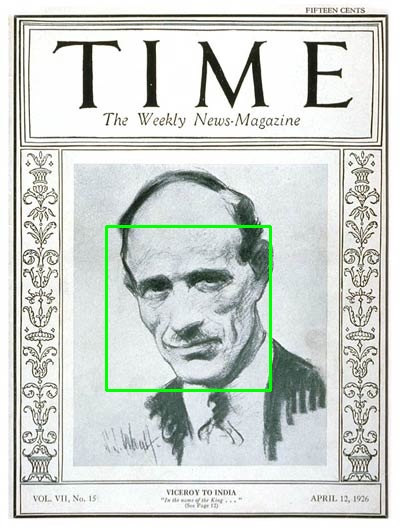 FIFTEEN CENTS
TIME
The Weekly News-Magazine
VOL. VII, No. 15
VICEROY TO INDIA
"In the name of the King . . ."
(See Page 12)
APRIL 12, 1926